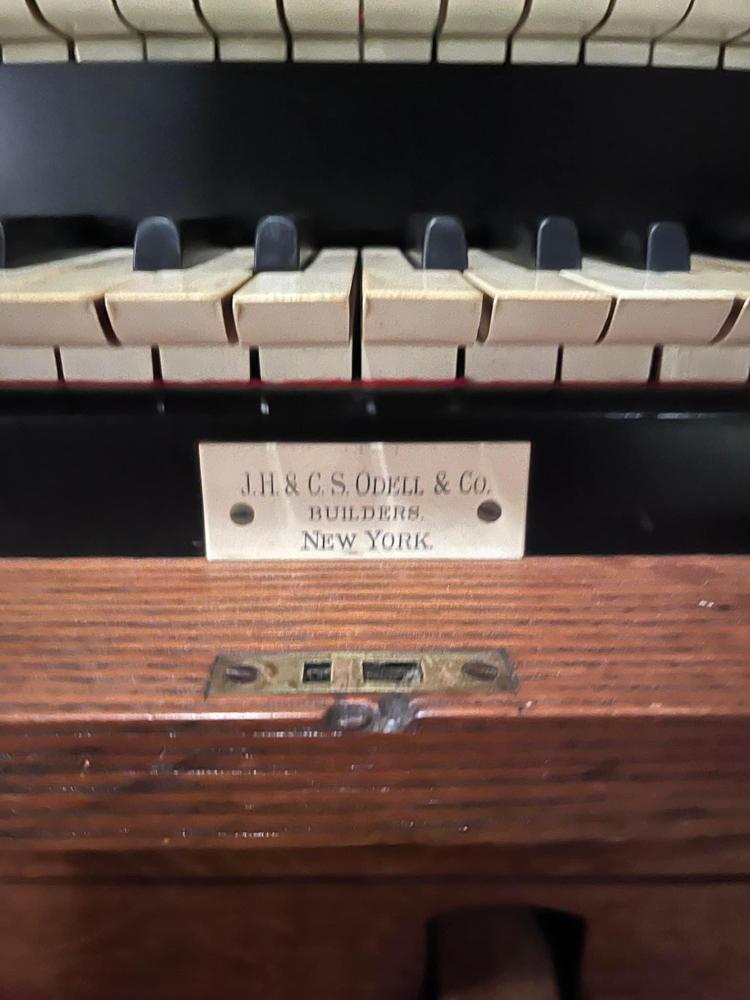 J.H. & C.S. ODELL & CO.
BUILDERS.
NEW YORK.